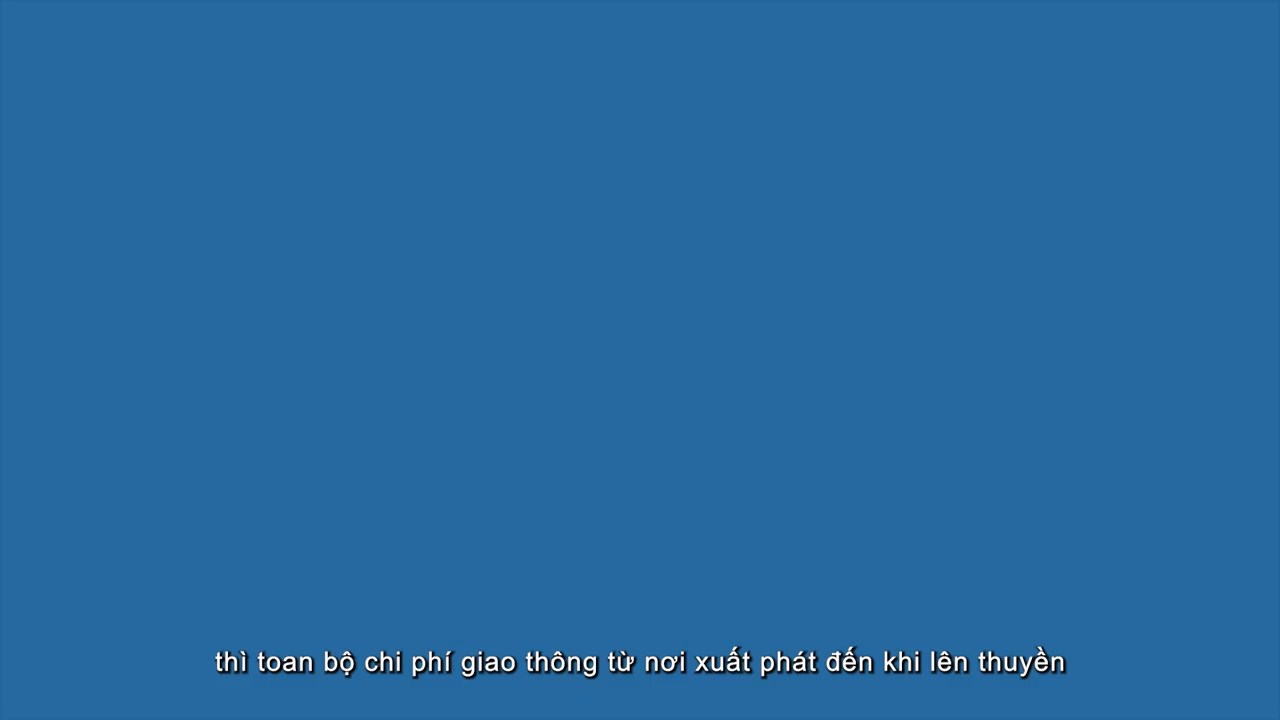 thì toan bộ chi phí giao thông từ nơi xuất phát đến khi lên thuyền